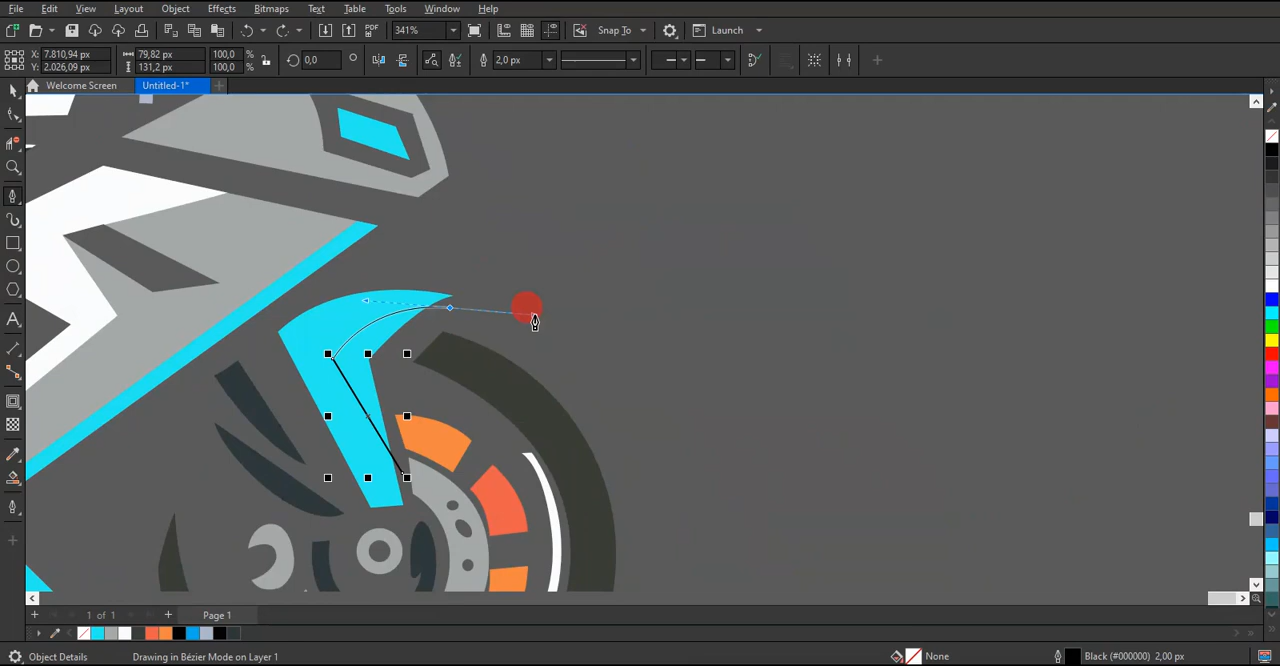 File Edit View Layout Object Effects Bitmaps Text Table Tools Window Help
PDF 341% Snap To Launch
X: 7.810,94 px 79,82 px 100,0 % 0,0 2,0 px
Y: 2.026,09 px 131,2 px 100,0 %
Welcome Screen Untitled-1*
1 of 1 Page 1
Object Details Drawing in Bézier Mode on Layer 1 None Black (#000000) 2,00 px